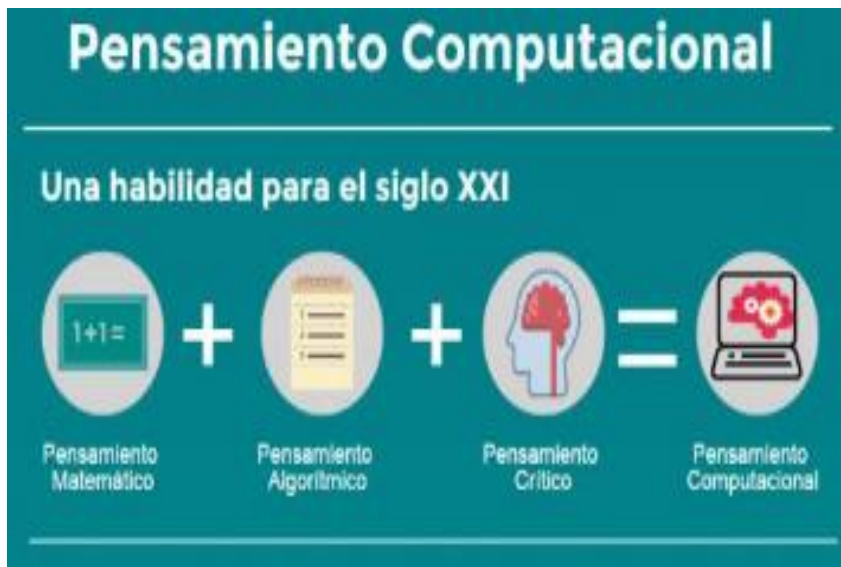 Pensamiento Computacional
Una habilidad para el siglo XXI
1+1=
Pensamiento
Matemático
Pensamiento
Algorítmico
Pensamiento
Crítico
Pensamiento
Computacional